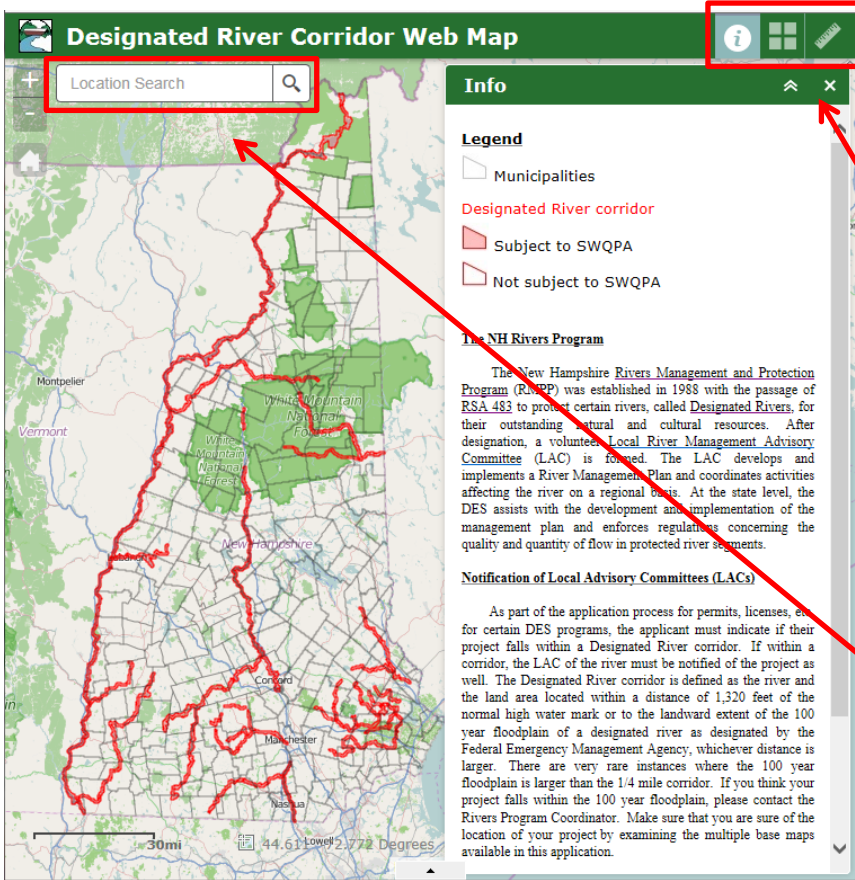 Designated River Corridor Web Map
Location Search
Info
Legend
Municipalities
Designated River corridor
Subject to SWQPA
Not subject to SWQPA
The NH Rivers Program
The New Hampshire Rivers Management and Protection
Program (RMPP) was established in 1988 with the passage of
RSA 483 to protect certain rivers, called Designated Rivers, for
their outstanding natural and cultural resources. After
designation, a volunteer Local River Management Advisory
Committee (LAC) is formed. The LAC develops and
implements a River Management Plan and coordinates activities
affecting the river on a regional basis. At the state level, the
DES assists with the development and implementation of the
management plan and enforces regulations concerning the
quality and quantity of flow in protected river segments.
Notification of Local Advisory Committees (LACs)
As part of the application process for permits, licenses, etc.
for certain DES programs, the applicant must indicate if their
project falls within a Designated River corridor. If within a
corridor, the LAC of the river must be notified of the project as
well. The Designated River corridor is defined as the river and
the land area located within a distance of 1,320 feet of the
normal high water mark or to the landward extent of the 100
year floodplain of a designated river as designated by the
Federal Emergency Management Agency, whichever distance is
larger. There are very rare instances where the 100 year
floodplain is larger than the 1/4 mile corridor. If you think your
project falls within the 100 year floodplain, please contact the
Rivers Program Coordinator. Make sure that you are sure of the
location of your project by examining the multiple base maps
available in this application.
Montpelier
Vermont
White Mountain
National
Forest
White
Mountain
National
Forest
Lebanon
New Hampshire
Concord
Manchester
Nashua
Lowell
30mi
44.611 -72.772 Degrees